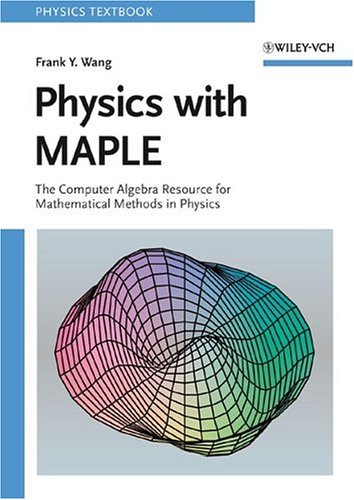 PHYSICS TEXTBOOK
WILEY-VCH
Frank Y. Wang
Physics with
MAPLE
The Computer Algebra Resource for
Mathematical Methods in Physics